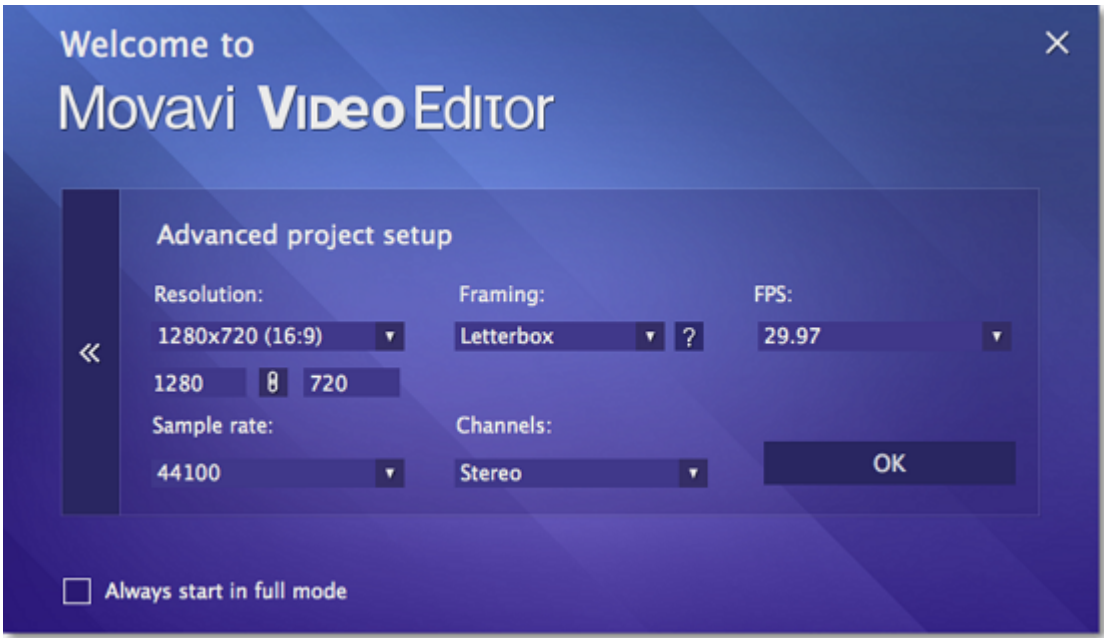 Welcome to
Movavi VIDEO EDITOR
Advanced project setup
Resolution: Framing: FPS:
1280x720 (16:9) Letterbox ? 29.97
1280 720
Sample rate: Channels:
44100 Stereo OK
Always start in full mode